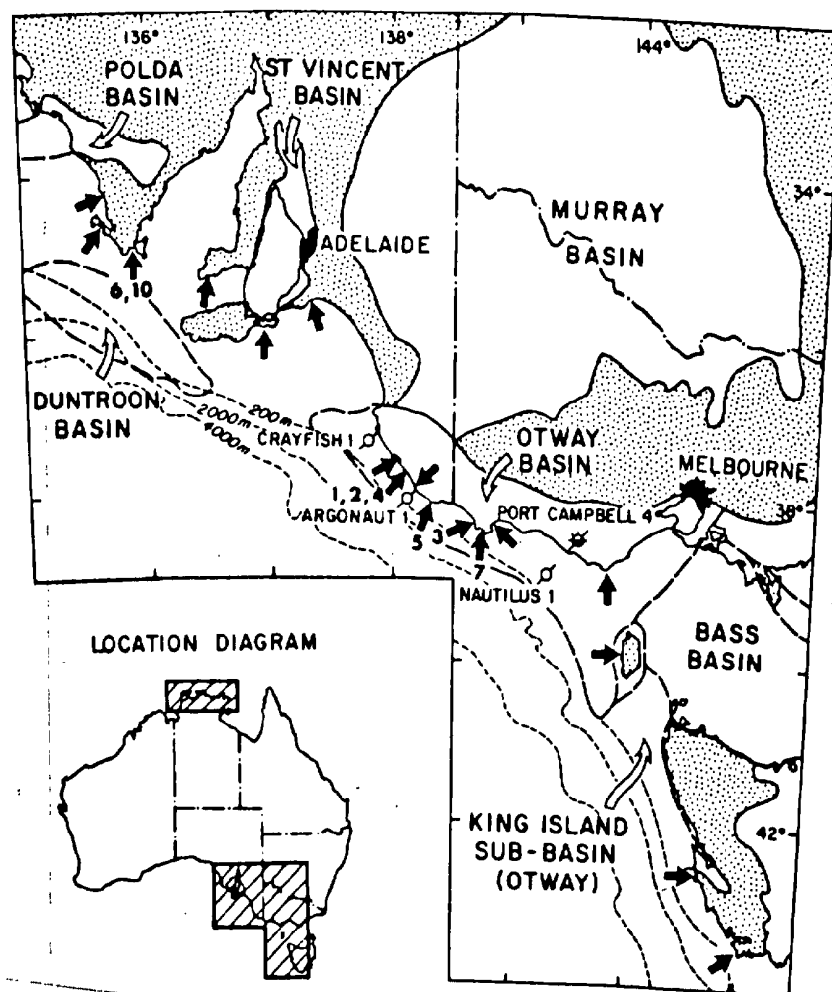 136°
138°
144°
POLDA
BASIN
ST VINCENT
BASIN
34°
MURRAY
BASIN
ADELAIDE
6,10
DUNTROON
BASIN
200m
2000m
4000m
CRAYFISH 1
OTWAY
BASIN
MELBOURNE
1, 2, 4
ARGONAUT 1
PORT CAMPBELL 4
38°
5
3
7
NAUTILUS 1
BASS
BASIN
LOCATION DIAGRAM
KING ISLAND
SUB-BASIN
(OTWAY)
42°